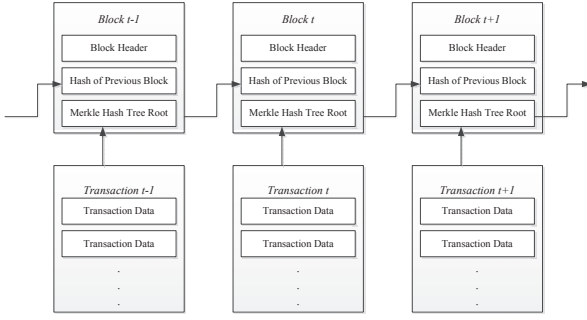 Block t-1
Block Header
Hash of Previous Block
Merkle Hash Tree Root
Transaction t-1
Transaction Data
Transaction Data
.
.
.
Block t
Block Header
Hash of Previous Block
Merkle Hash Tree Root
Transaction t
Transaction Data
Transaction Data
.
.
.
Block t+1
Block Header
Hash of Previous Block
Merkle Hash Tree Root
Transaction t+1
Transaction Data
Transaction Data
.
.
.